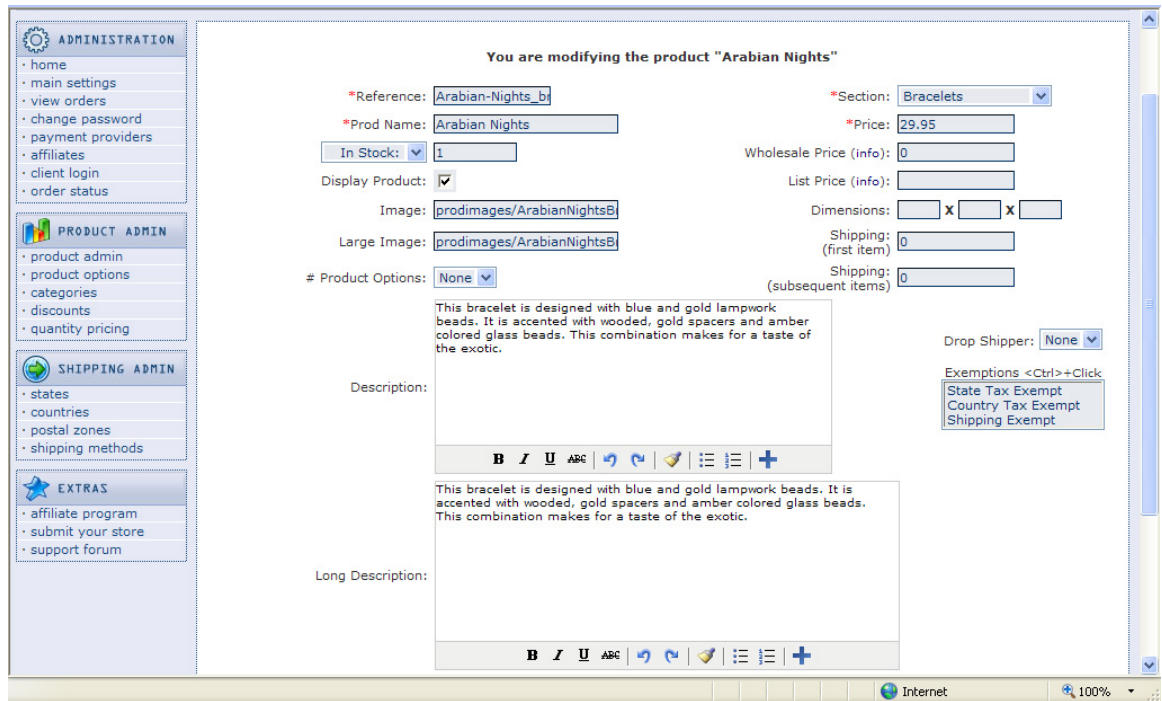 ADMINISTRATION
· home
· main settings
· view orders
· change password
· payment providers
· affiliates
· client login
· order status
PRODUCT ADMIN
· product admin
· product options
· categories
· discounts
· quantity pricing
SHIPPING ADMIN
· states
· countries
· postal zones
· shipping methods
EXTRAS
· affiliate program
· submit your store
· support forum
You are modifying the product "Arabian Nights"
*Reference: Arabian-Nights_br
*Section: Bracelets
*Prod Name: Arabian Nights
*Price: 29.95
In Stock: 1
Wholesale Price (info): 0
Display Product:
List Price (info):
Image: prodimages/ArabianNightsB
Dimensions: x x
Large Image: prodimages/ArabianNightsB
Shipping:
(first item) 0
# Product Options: None
Shipping:
(subsequent items) 0
This bracelet is designed with blue and gold lampwork
beads. It is accented with wooded, gold spacers and amber
colored glass beads. This combination makes for a taste of
the exotic.
Drop Shipper: None
Exemptions <Ctrl>+Click
State Tax Exempt
Country Tax Exempt
Shipping Exempt
Description:
B I U ABC
This bracelet is designed with blue and gold lampwork beads. It is
accented with wooded, gold spacers and amber colored glass beads.
This combination makes for a taste of the exotic.
Long Description:
B I U ABC
Internet 100%